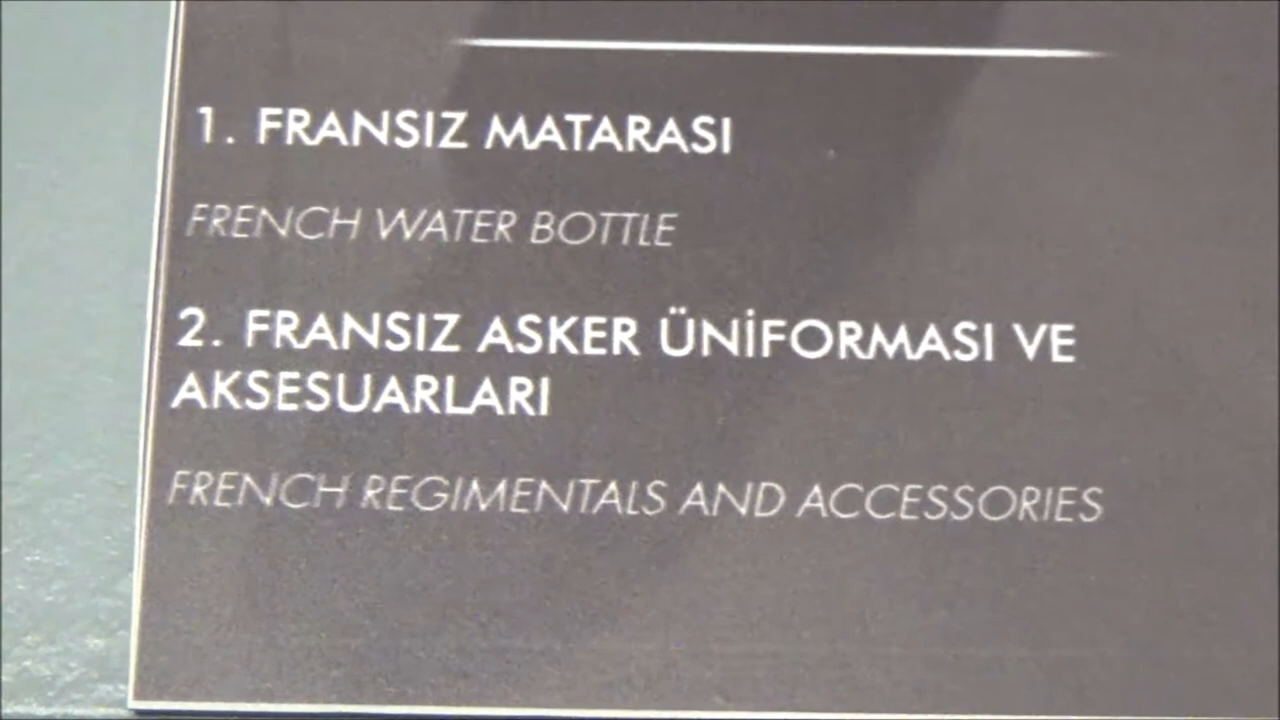 1. FRANSIZ MATARASI
FRENCH WATER BOTTLE
2. FRANSIZ ASKER ÜNİFORMASI VE
AKSESUARLARI
FRENCH REGIMENTALS AND ACCESSORIES